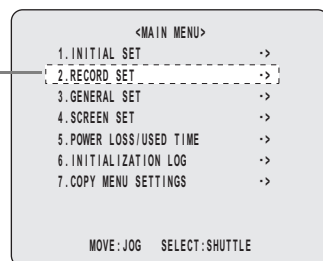 <MAIN MENU>
1.INITIAL SET ->
2.RECORD SET ->
3.GENERAL SET ->
4.SCREEN SET ->
5.POWER LOSS/USED TIME ->
6.INITIALIZATION LOG ->
7.COPY MENU SETTINGS ->
MOVE:JOG SELECT:SHUTTLE